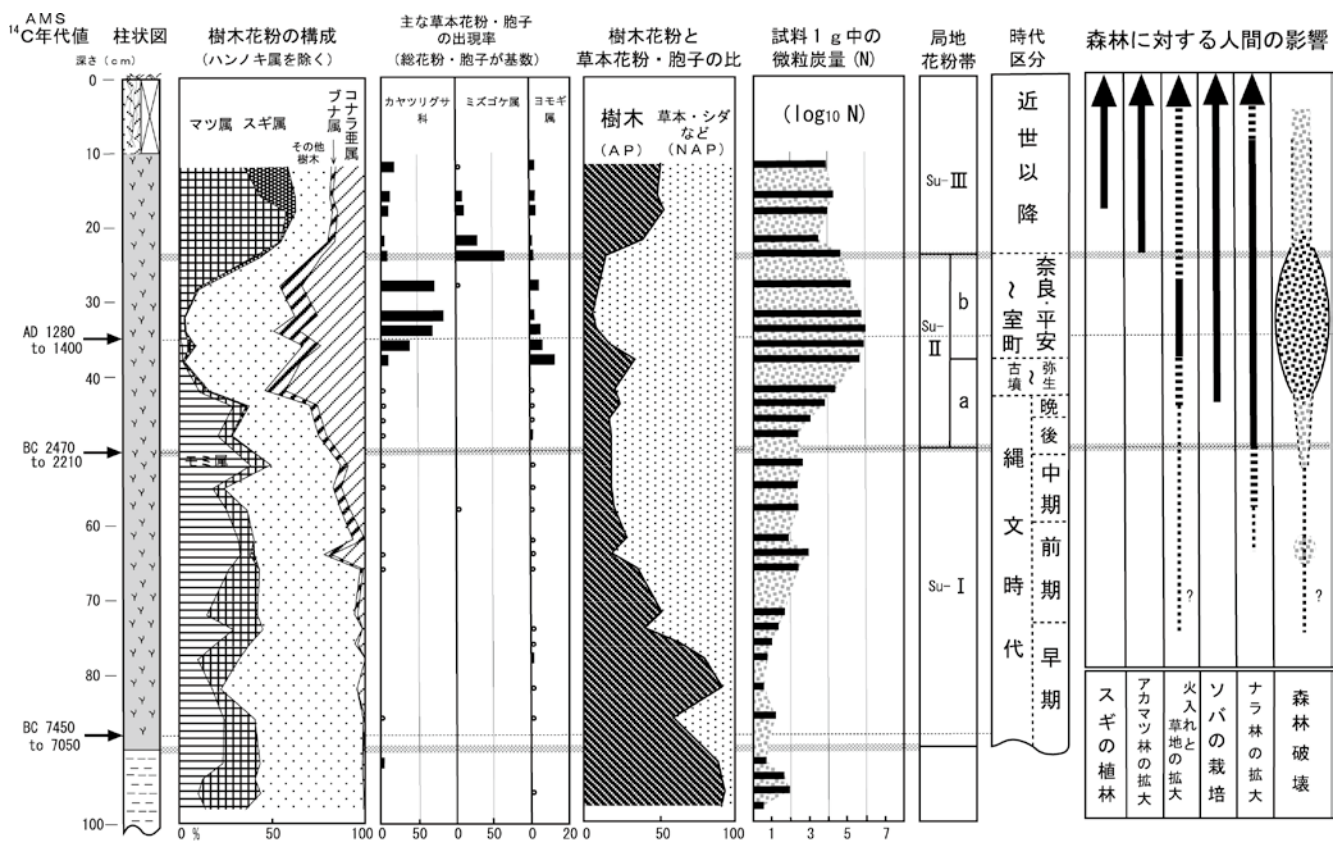 AMS
¹⁴C年代値
柱状図
深さ(cm)
樹木花粉の構成
(ハンノキ属を除く)
主な草本花粉・胞子
の出現率
(総花粉・胞子が基数)
樹木花粉と
草本花粉・胞子の比
試料1g中の
微粒炭量(N)
局地
花粉帯
時代
区分
森林に対する人間の影響
0
10
20
30
40
60
70
80
100
AD 1280
to 1400
BC 2470
to 2210
BC 7450
to 7050
マツ属
スギ属
その他
樹木
ブナ属
コナラ亜属
モミ属
0
%
50
100
カヤツリグサ
科
ミズゴケ属
ヨモギ
属
0
50
0
50
0
20
樹木
(AP)
草本・シダ
など
(NAP)
0
50
100
(log₁₀ N)
1
3
5
7
Su-Ⅲ
Su-
Ⅱ
b
a
Su-Ⅰ
近世以降
奈良・平安
~室町
弥生
~
古墳
縄文時代
晩
後
中期
前期
早期
?
?
スギの植林
アカマツ林の拡大
火入れと
草地の拡大
ソバの栽培
ナラ林の拡大
森林破壊